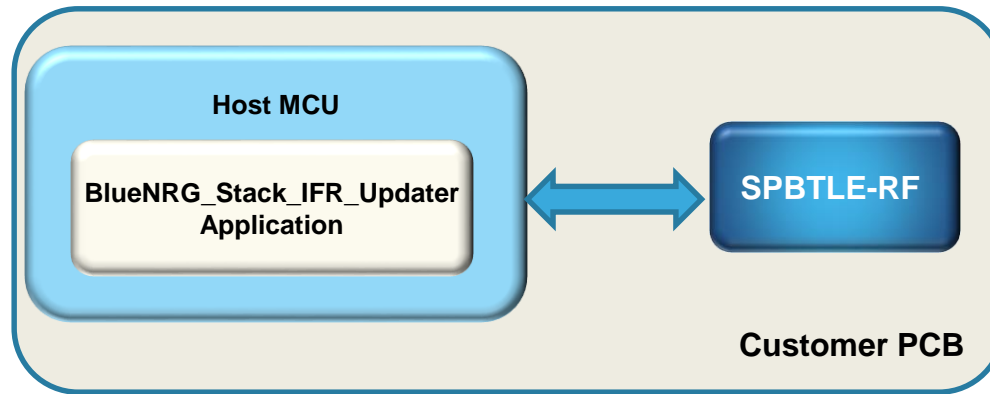 Host MCU
BlueNRG_Stack_IFR_Updater
Application
SPBTLE-RF
Customer PCB